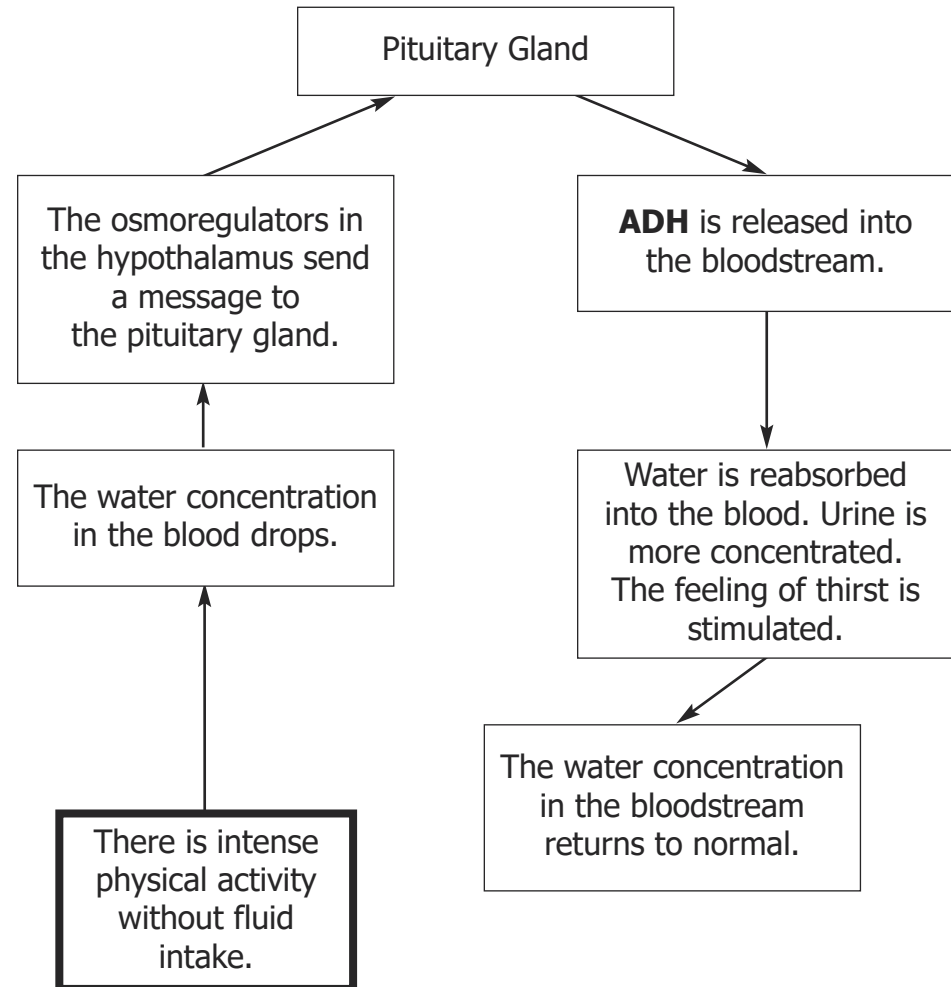 Pituitary Gland
The osmoregulators in
the hypothalamus send
a message to
the pituitary gland.
ADH is released into
the bloodstream.
The water concentration
in the blood drops.
Water is reabsorbed
into the blood. Urine is
more concentrated.
The feeling of thirst is
stimulated.
The water concentration
in the bloodstream
returns to normal.
There is intense
physical activity
without fluid
intake.